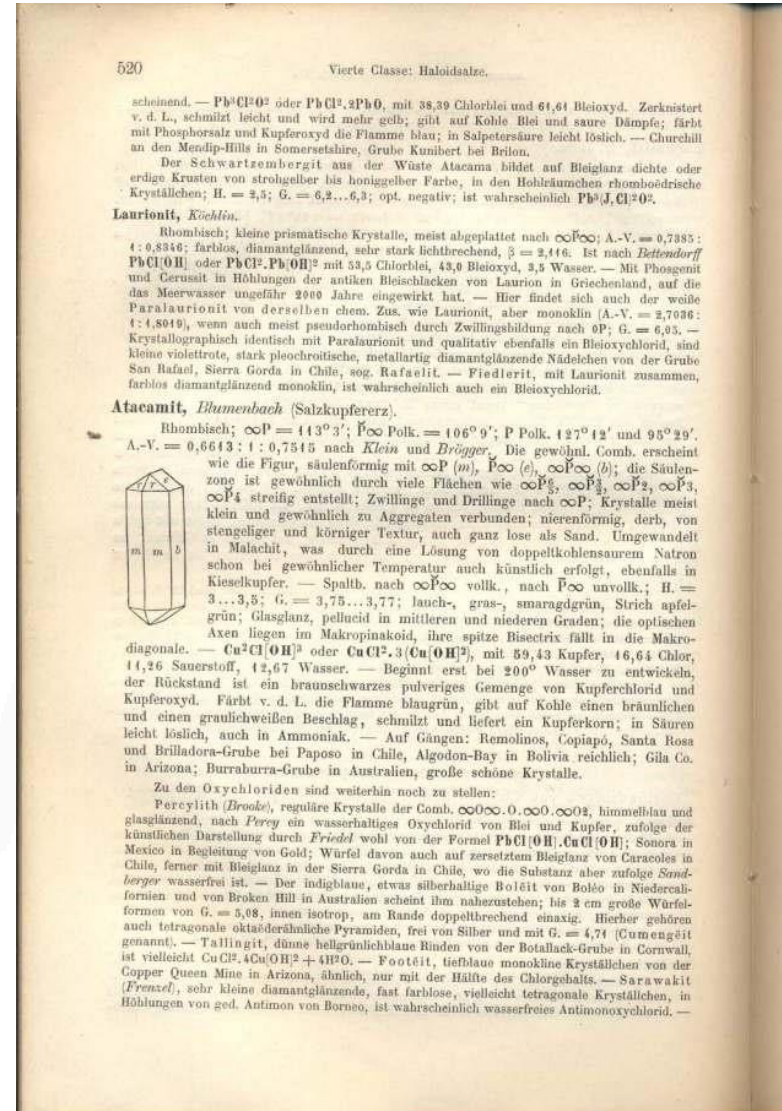 520
Vierte Classe: Haloidsalze.
scheinend. — Pb³Cl²O² oder PbCl².2PbO, mit 38,39 Chlorblei und 61,61 Bleioxyd. Zerknistert
v. d. L., schmilzt leicht und wird mehr gelb; gibt auf Kohle Blei und saure Dämpfe; färbt
mit Phosphorsalz und Kupferoxyd die Flamme blau; in Salpetersäure leicht löslich. — Churchill
an den Mendip-Hills in Somersetshire, Grube Kunibert bei Brilon.
Der Schwartzembergit aus der Wüste Atacama bildet auf Bleiglanz dichte oder
erdige Krusten von strohgelber bis honiggelber Farbe, in den Hohlräumchen rhomboëdrische
Kryställchen; H. = 2,5; G. = 6,2...6,3; opt. negativ; ist wahrscheinlich Pb³(J,Cl)²O².
Laurionit, Köchlin.
Rhombisch; kleine prismatische Krystalle, meist abgeplattet nach ∞P̆∞; A.-V. = 0,7385 :
1 : 0,8346; farblos, diamantglänzend, sehr stark lichtbrechend, β = 2,116. Ist nach Bettendorff
PbCl[OH] oder PbCl².Pb[OH]² mit 53,5 Chlorblei, 43,0 Bleioxyd, 3,5 Wasser. — Mit Phosgenit
und Cerussit in Höhlungen der antiken Bleischlacken von Laurion in Griechenland, auf die
das Meerwasser ungefähr 2000 Jahre eingewirkt hat. — Hier findet sich auch der weiße
Paralaurionit von derselben chem. Zus. wie Laurionit, aber monoklin (A.-V. = 2,7036 :
1 : 1,8019), wenn auch meist pseudorhombisch durch Zwillingsbildung nach 0P; G. = 6,05. —
Krystallographisch identisch mit Paralaurionit und qualitativ ebenfalls ein Bleioxychlorid, sind
kleine violettrote, stark pleochroitische, metallartig diamantglänzende Nädelchen von der Grube
San Rafael, Sierra Gorda in Chile, sog. Rafaelit. — Fiedlerit, mit Laurionit zusammen,
farblos diamantglänzend monoklin, ist wahrscheinlich auch ein Bleioxychlorid.
Atacamit, Blumenbach (Salzkupfererz).
Rhombisch; ∞P = 113° 3′; P̆∞ Polk. = 106° 9′; P Polk. 127° 12′ und 95° 29′.
A.-V. = 0,6613 : 1 : 0,7515 nach Klein und Brögger. Die gewöhnl. Comb. erscheint
wie die Figur, säulenförmig mit ∞P (m), P̆∞ (e), ∞P̆∞ (b); die Säulen-
zone ist gewöhnlich durch viele Flächen wie ∞P̆6/5, ∞P̆3/2, ∞P̆2, ∞P̆3,
∞P̆4 streifig entstellt; Zwillinge und Drillinge nach ∞P; Krystalle meist
klein und gewöhnlich zu Aggregaten verbunden; nierenförmig, derb, von
stengeliger und körniger Textur, auch ganz lose als Sand. Umgewandelt
in Malachit, was durch eine Lösung von doppeltkohlensaurem Natron
schon bei gewöhnlicher Temperatur auch künstlich erfolgt, ebenfalls in
Kieselkupfer. — Spaltb. nach ∞P̆∞ vollk., nach P̆∞ unvollk.; H. =
3...3,5; G. = 3,75...3,77; lauch-, gras-, smaragdgrün, Strich apfel-
grün; Glasglanz, pellucid in mittleren und niederen Graden; die optischen
Axen liegen im Makropinakoid, ihre spitze Bisectrix fällt in die Makro-
r r e
m m b
diagonale. — Cu²Cl[OH]³ oder CuCl².3(Cu[OH]²), mit 59,43 Kupfer, 16,64 Chlor,
11,26 Sauerstoff, 12,67 Wasser. — Beginnt erst bei 200° Wasser zu entwickeln,
der Rückstand ist ein braunschwarzes pulveriges Gemenge von Kupferchlorid und
Kupferoxyd. Färbt v. d. L. die Flamme blaugrün, gibt auf Kohle einen bräunlichen
und einen graulichweißen Beschlag, schmilzt und liefert ein Kupferkorn; in Säuren
leicht löslich, auch in Ammoniak. — Auf Gängen: Remolinos, Copiapó, Santa Rosa
und Brilladora-Grube bei Paposo in Chile, Algodon-Bay in Bolivia reichlich; Gila Co.
in Arizona; Burraburra-Grube in Australien, große schöne Krystalle.
Zu den Oxychloriden sind weiterhin noch zu stellen:
Percylith (Brooke), reguläre Krystalle der Comb. ∞O∞.O.∞O.∞O2, himmelblau und
glasglänzend, nach Percy ein wasserhaltiges Oxychlorid von Blei und Kupfer, zufolge der
künstlichen Darstellung durch Friedel wohl von der Formel PbCl[OH].CuCl[OH]; Sonora in
Mexico in Begleitung von Gold; Würfel davon auch auf zersetztem Bleiglanz von Caracoles in
Chile, ferner mit Bleiglanz in der Sierra Gorda in Chile, wo die Substanz aber zufolge Sand-
berger wasserfrei ist. — Der indigblaue, etwas silberhaltige Boléit von Boléo in Niedercali-
fornien und von Broken Hill in Australien scheint ihm nahezustehen; bis 2 cm große Würfel-
formen von G. = 5,08, innen isotrop, am Rande doppeltbrechend einaxig. Hierher gehören
auch tetragonale oktaëderähnliche Pyramiden, frei von Silber und mit G. = 4,71 (Cumengéit
genannt). — Tallingit, dünne hellgrünlichblaue Rinden von der Botallack-Grube in Cornwall,
ist vielleicht CuCl².4Cu[OH]² + 4H²O. — Footëit, tiefblaue monokline Kryställchen von der
Copper Queen Mine in Arizona, ähnlich, nur mit der Hälfte des Chlorgehalts. — Sarawakit
(Frenzel), sehr kleine diamantglänzende, fast farblose, vielleicht tetragonale Kryställchen, in
Höhlungen von ged. Antimon von Borneo, ist wahrscheinlich wasserfreies Antimonoxychlorid. —